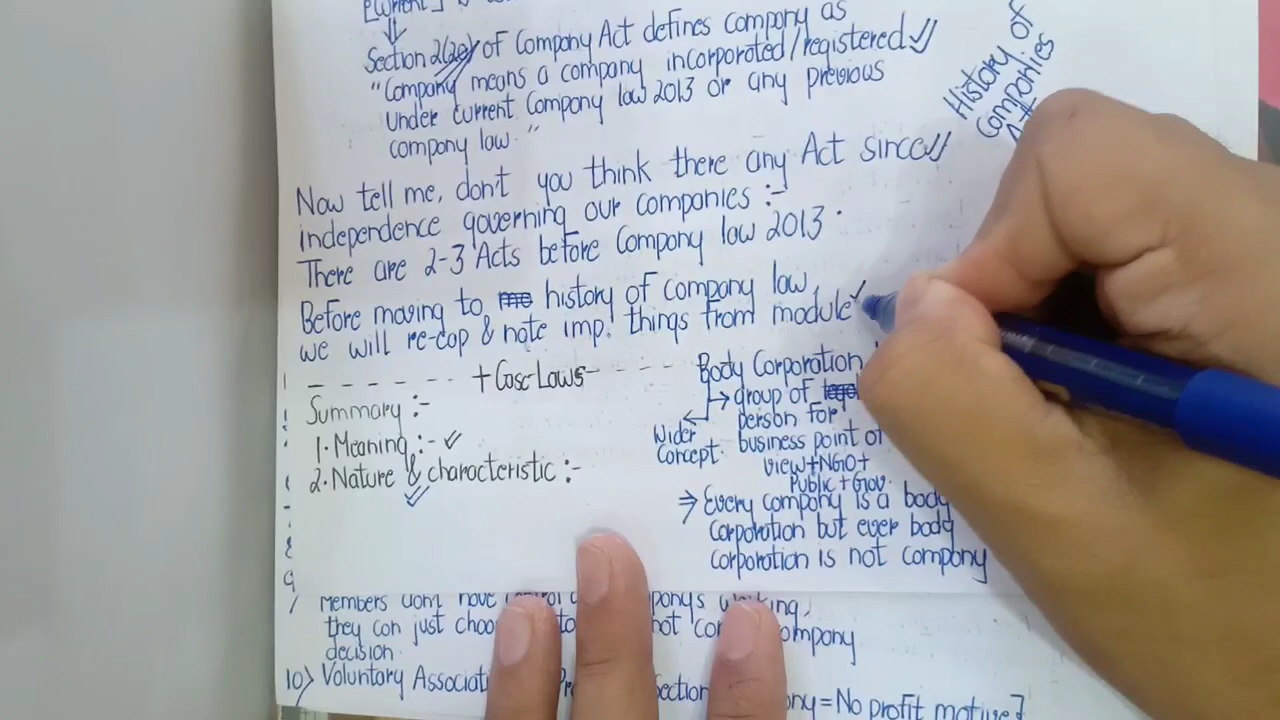 [Current]
Section 2(20) of Company Act defines company as
"Company means a company incorporated/registered
Under current Company law 2013 or any previous
company law."
History of
Companies
Act
Now tell me, don't you think there any Act since
independence governing our companies :-
There are 2-3 Acts before Company law 2013.
Before moving to history of company law,
we will re-cap & note imp. things from module
+ Case Laws
Summary :-
1. Meaning :-
2. Nature & characteristic :-
Body Corporation
group of legal
person for
business point of
view+NGO+
Public + Gov.
Wider
Concept.
⇒ Every company is a body
Corporation but ever body
corporation is not company
9
Members don't have control
they can just choo not company
decision.
10) Voluntary Associat Section = No profit motive]